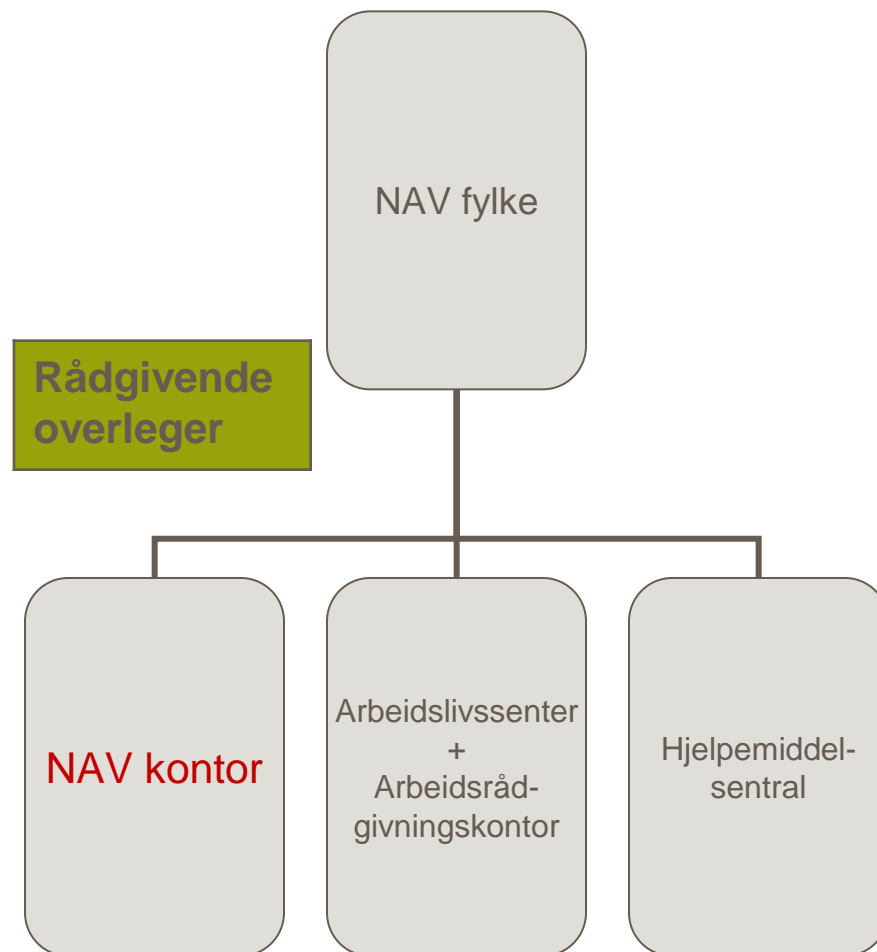 NAV fylke
Rådgivende
overleger
NAV kontor
Arbeidslivssenter
+
Arbeidsråd-
givningskontor
Hjelpemiddel-
sentral